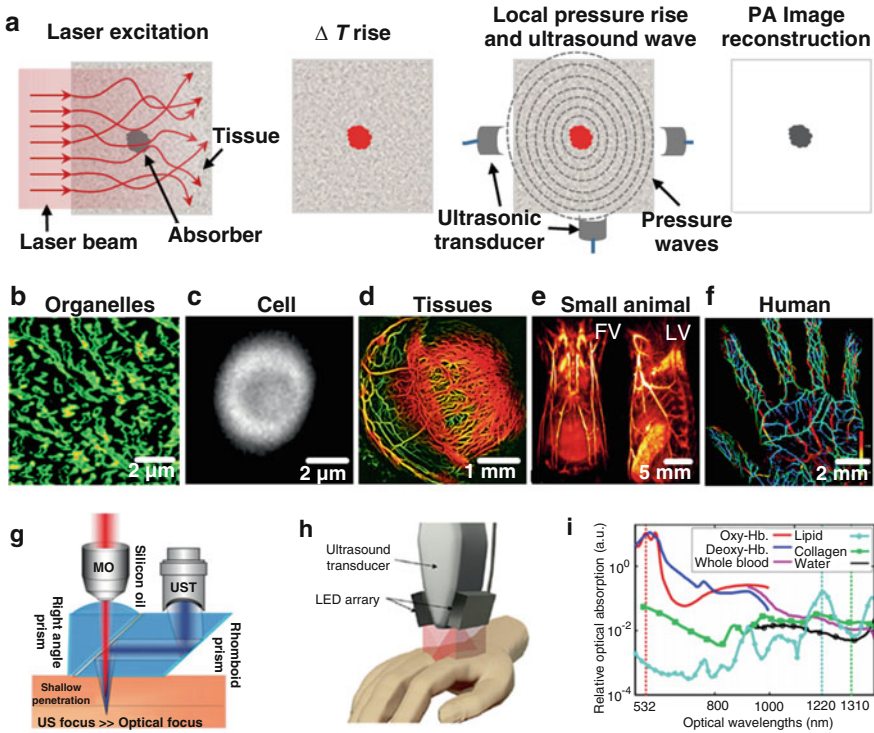 a
Laser excitation
Δ T rise
Local pressure rise
and ultrasound wave
PA Image
reconstruction
Tissue
Laser beam
Absorber
Ultrasonic
transducer
Pressure
waves
b Organelles
2 µm
c Cell
2 µm
d Tissues
1 mm
e Small animal
FV LV
5 mm
f Human
2 mm
g
MO
Silicon oil
UST
Right angle
prism
Rhomboid
prism
Shallow
penetration
US focus >> Optical focus
h
Ultrasound
transducer
LED arrary
i
Relative optical absorption (a.u.)
Oxy-Hb. Lipid
Deoxy-Hb. Collagen
Whole blood Water
10^0
10^-2
10^-4
532 800 1000 1220 1310
Optical wavelengths (nm)